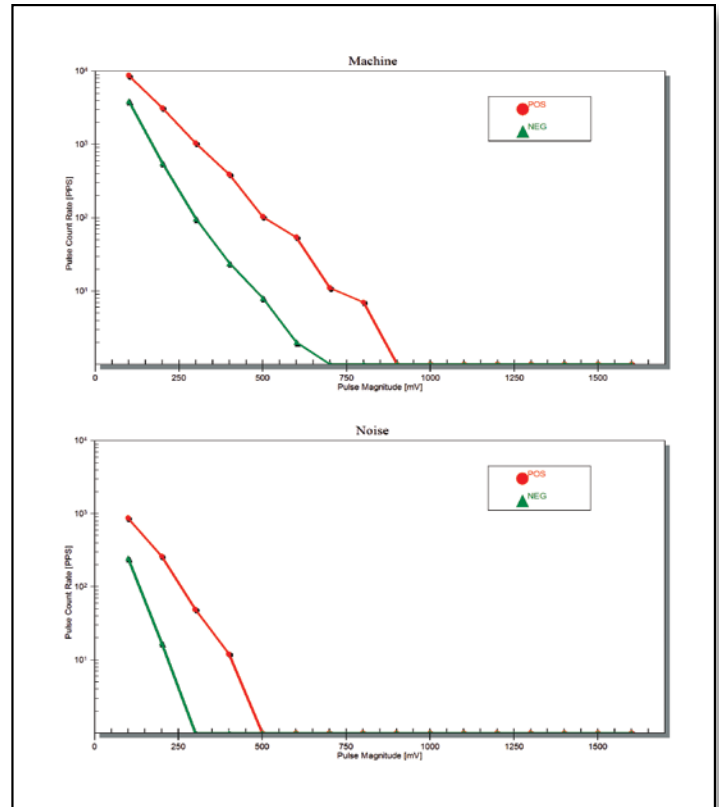 Machine
10⁴
10³
10²
10¹
Pulse Count Rate [PPS]
POS
NEG
0 250 500 750 1000 1250 1500
Pulse Magnitude [mV]
Noise
10⁴
10³
10²
10¹
Pulse Count Rate [PPS]
POS
NEG
0 250 500 750 1000 1250 1500
Pulse Magnitude [mV]